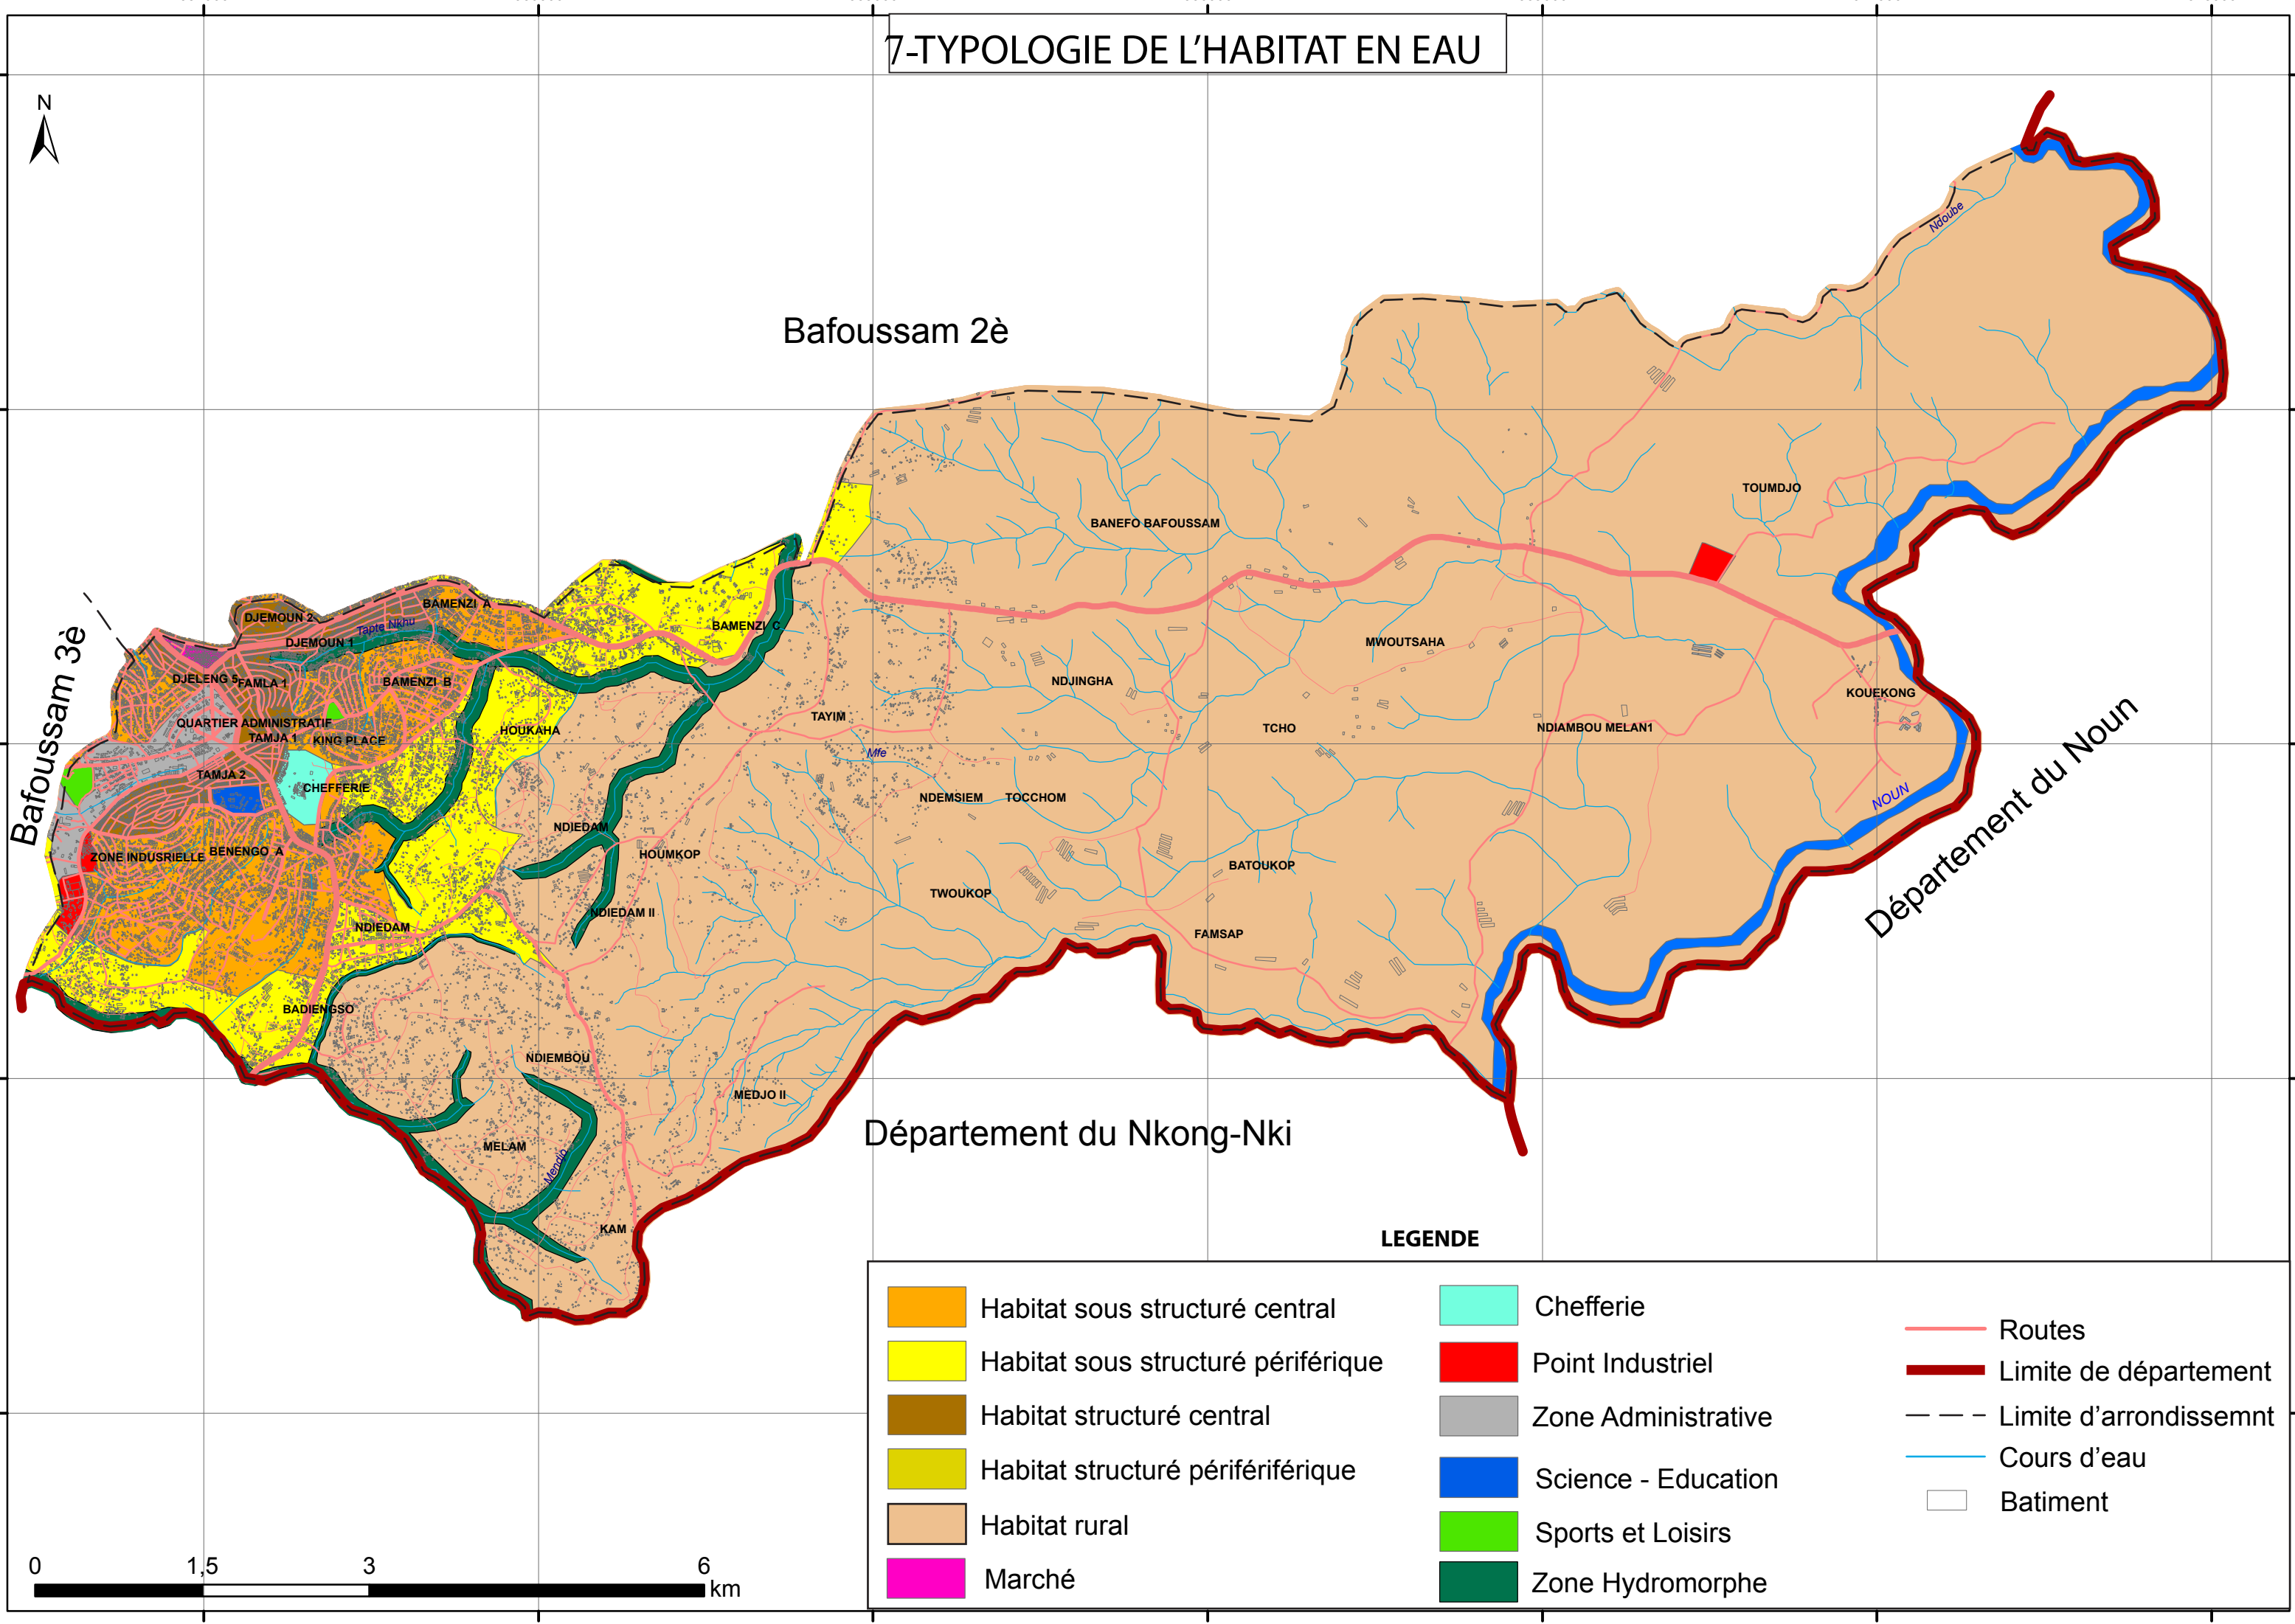 7-TYPOLOGIE DE L'HABITAT EN EAU
N
Ndoube
Bafoussam 2è
TOUMDJO
BANEFO BAFOUSSAM
BAMENZI A
DJEMOUN 2
Tapte Nkhu
BAMENZI C
DJEMOUN 1
MWOUTSAHA
Bafoussam 3è
DJELENG 5
FAMLA 1
BAMENZI B
NDJINGHA
KOUEKONG
QUARTIER ADMINISTRATIF
TAYIM
HOUKAHA
TCHO
NDIAMBOU MELAN1
TAMJA 1
KING PLACE
Mfe
Département du Noun
TAMJA 2
CHEFFERIE
NDEMSIEM
TOCCHOM
NOUN
NDIEDAM
BENENGO A
ZONE INDUSRIELLE
HOUMKOP
BATOUKOP
TWOUKOP
NDIEDAM II
NDIEDAM
FAMSAP
BADIENGSO
NDIEMBOU
MEDJO II
Département du Nkong-Nki
MELAM
Mendjo
KAM
LEGENDE
Habitat sous structuré central
Habitat sous structuré périférique
Habitat structuré central
Habitat structuré périfériférique
Habitat rural
Marché
Chefferie
Point Industriel
Zone Administrative
Science - Education
Sports et Loisirs
Zone Hydromorphe
Routes
Limite de département
Limite d'arrondissemnt
Cours d'eau
Batiment
0 1,5 3 6
km